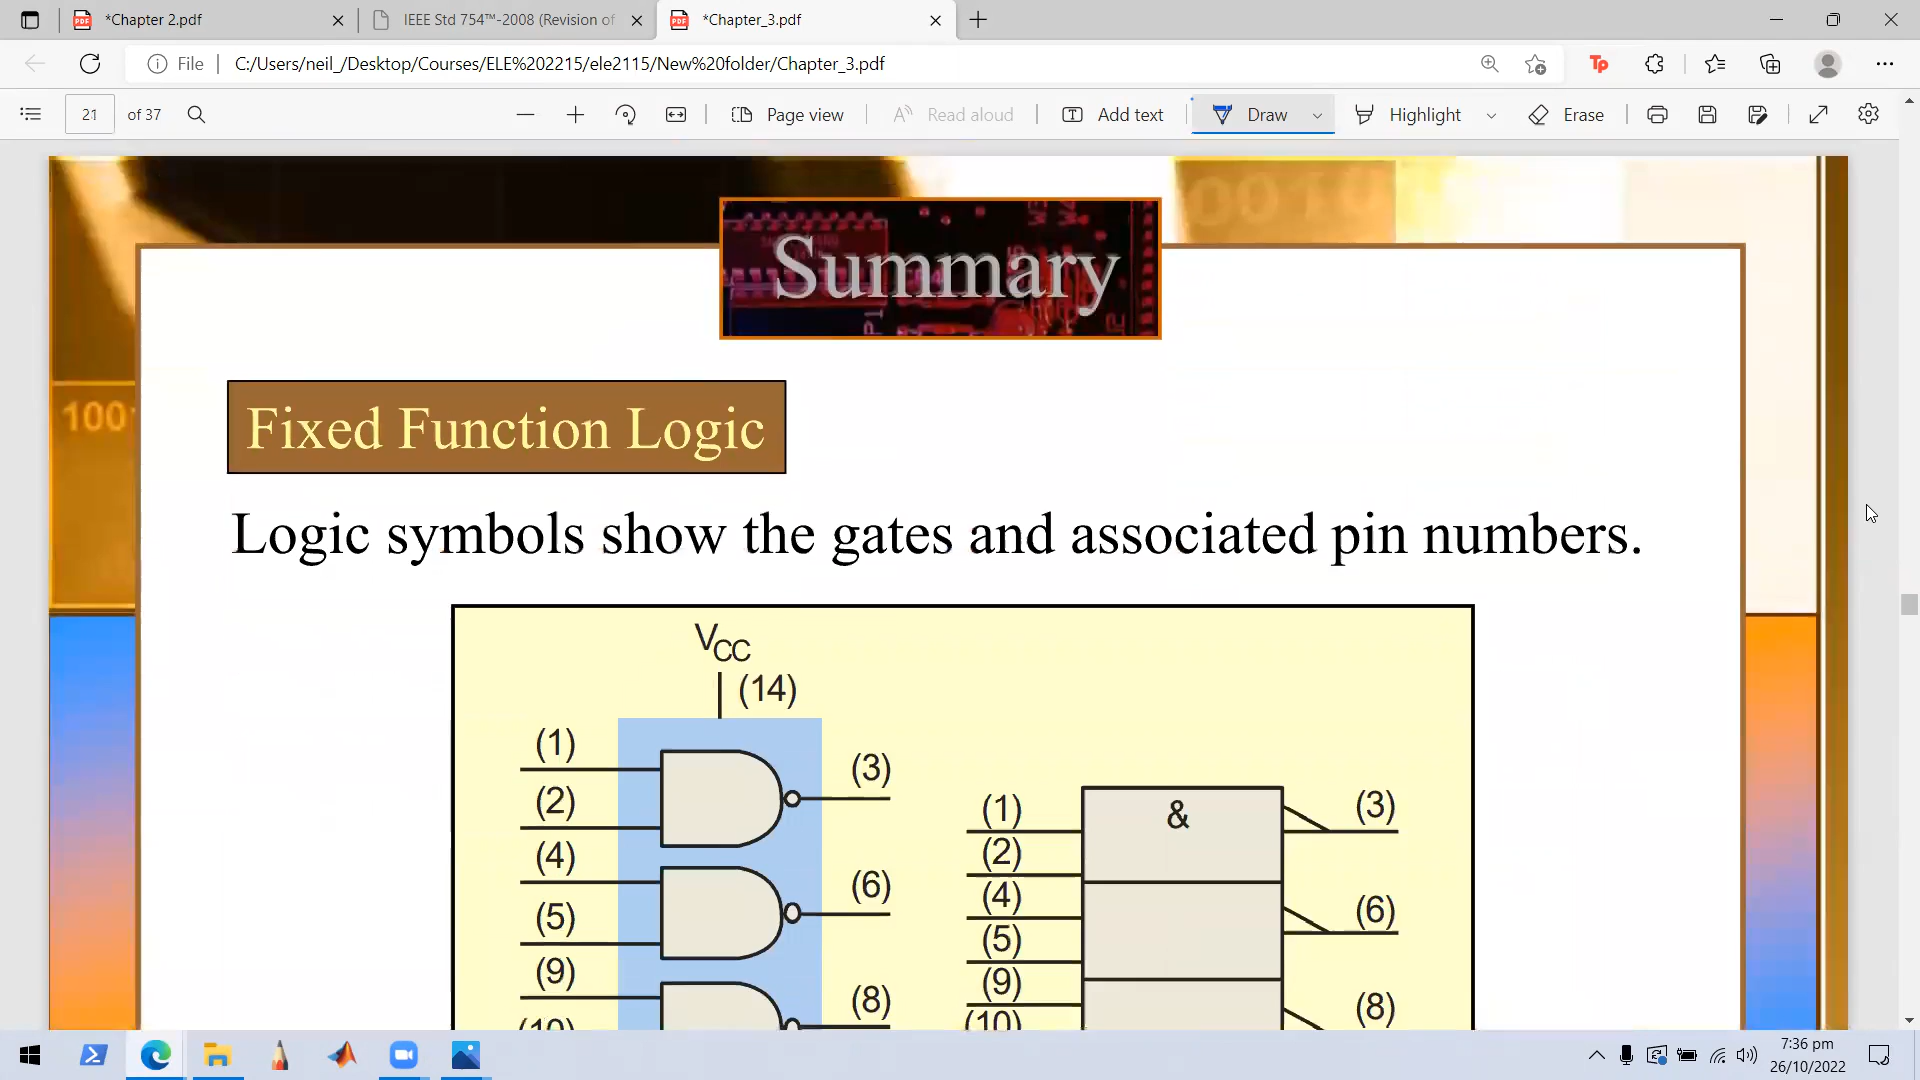 *Chapter 2.pdf
IEEE Std 754™-2008 (Revision of
*Chapter_3.pdf
File
C:/Users/neil_/Desktop/Courses/ELE%202215/ele2115/New%20folder/Chapter_3.pdf
Tp
21 of 37
Page view
Read aloud
Add text
Draw
Highlight
Erase
Summary
100
Fixed Function Logic
Logic symbols show the gates and associated pin numbers.
VCC
(14)
(1)
(2)
(3)
(4)
(5)
(6)
(9)
(10)
(8)
&
(1)
(2)
(3)
(4)
(5)
(6)
(9)
(10)
(8)
7:36 pm
26/10/2022